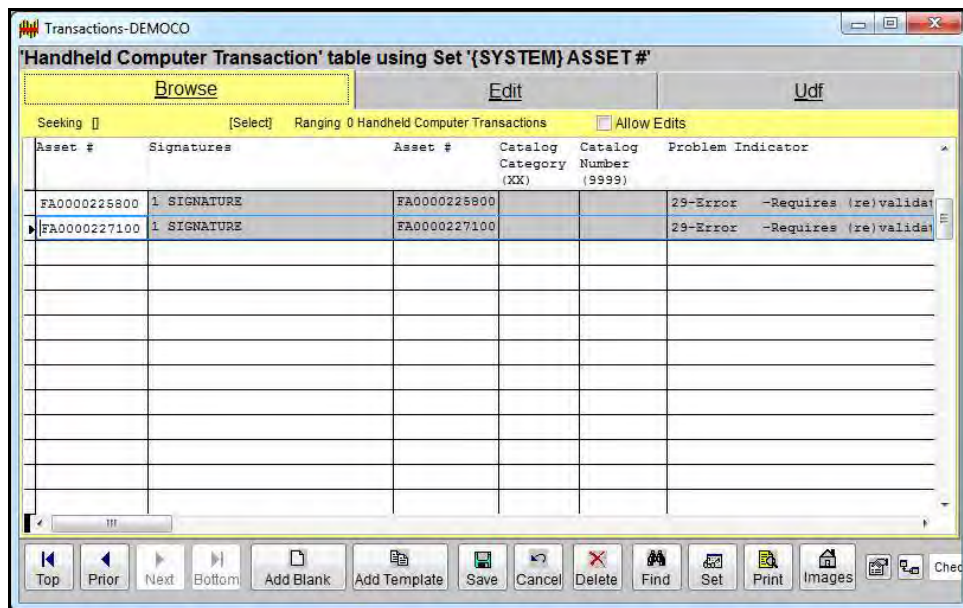 Transactions-DEMOCO
'Handheld Computer Transaction' table using Set '{SYSTEM} ASSET #'
Browse Edit Udf
Seeking [] [Select] Ranging 0 Handheld Computer Transactions Allow Edits
Asset # Signatures Asset # Catalog Catalog Problem Indicator
Category Number
(XX) (9999)
FA0000225800 1 SIGNATURE FA0000225800 29-Error -Requires (re)validat
FA0000227100 1 SIGNATURE FA0000227100 29-Error -Requires (re)validat
Top Prior Next Bottom Add Blank Add Template Save Cancel Delete Find Set Print Images Chec